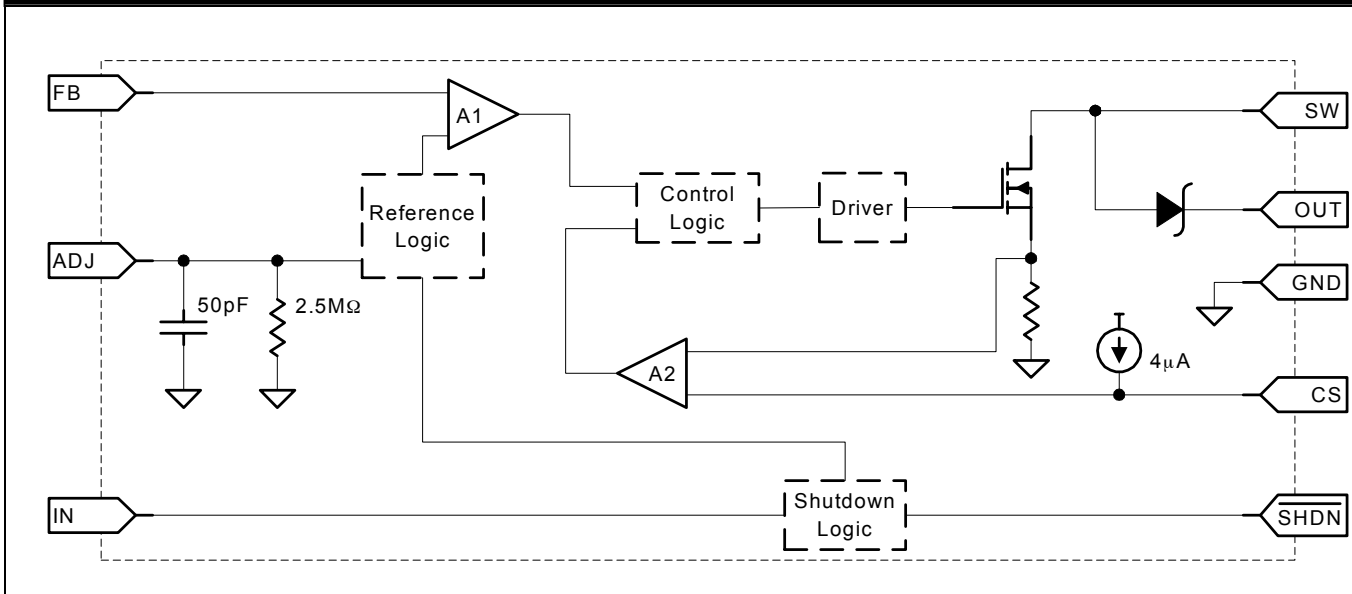 FB
A1
SW
Reference
Logic
Control
Logic
Driver
OUT
ADJ
GND
50pF
2.5MΩ
A2
4µA
CS
IN
Shutdown
Logic
SHDN